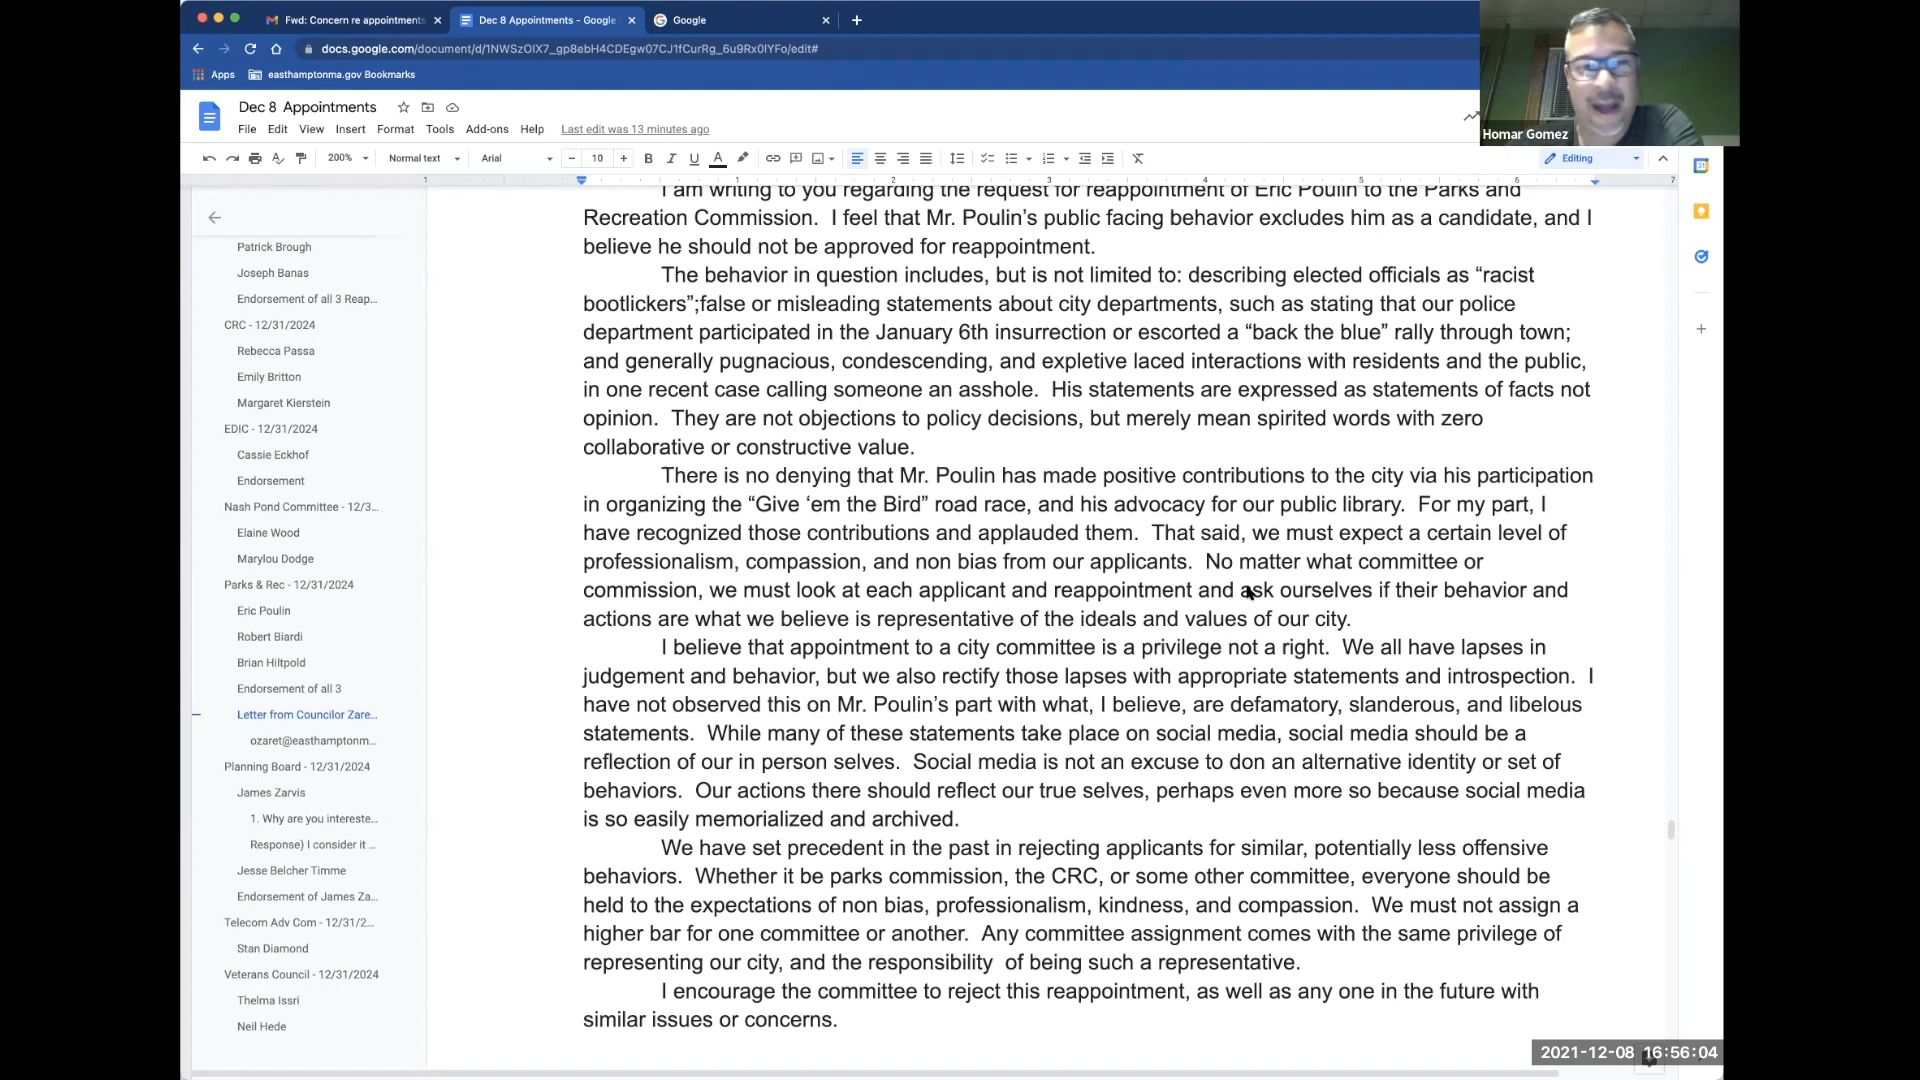 Fwd: Concern re appointments
Dec 8 Appointments - Google
Google
docs.google.com/document/d/1NWSzOIX7_gp8ebH4CDEgw07CJ1fCurRg_6u9Rx0IYFo/edit#
Apps
easthamptonma.gov Bookmarks
Homar Gomez
Dec 8 Appointments
File Edit View Insert Format Tools Add-ons Help Last edit was 13 minutes ago
200% Normal text Arial 10 Editing
1 1 2 3 4 5 6 7
Patrick Brough
Joseph Banas
Endorsement of all 3 Reap...
CRC - 12/31/2024
Rebecca Passa
Emily Britton
Margaret Kierstein
EDIC - 12/31/2024
Cassie Eckhof
Endorsement
Nash Pond Committee - 12/3...
Elaine Wood
Marylou Dodge
Parks & Rec - 12/31/2024
Eric Poulin
Robert Biardi
Brian Hiltpold
Endorsement of all 3
Letter from Councilor Zare...
ozaret@easthamptonm...
Planning Board - 12/31/2024
James Zarvis
1. Why are you intereste...
Response) I consider it ...
Jesse Belcher Timme
Endorsement of James Za...
Telecom Adv Com - 12/31/2...
Stan Diamond
Veterans Council - 12/31/2024
Thelma Issri
Neil Hede
I am writing to you regarding the request for reappointment of Eric Poulin to the Parks and
Recreation Commission.  I feel that Mr. Poulin's public facing behavior excludes him as a candidate, and I
believe he should not be approved for reappointment.
The behavior in question includes, but is not limited to: describing elected officials as “racist
bootlickers”;false or misleading statements about city departments, such as stating that our police
department participated in the January 6th insurrection or escorted a “back the blue” rally through town;
and generally pugnacious, condescending, and expletive laced interactions with residents and the public,
in one recent case calling someone an asshole.  His statements are expressed as statements of facts not
opinion.  They are not objections to policy decisions, but merely mean spirited words with zero
collaborative or constructive value.
There is no denying that Mr. Poulin has made positive contributions to the city via his participation
in organizing the “Give ‘em the Bird” road race, and his advocacy for our public library.  For my part, I
have recognized those contributions and applauded them.  That said, we must expect a certain level of
professionalism, compassion, and non bias from our applicants.  No matter what committee or
commission, we must look at each applicant and reappointment and ask ourselves if their behavior and
actions are what we believe is representative of the ideals and values of our city.
I believe that appointment to a city committee is a privilege not a right.  We all have lapses in
judgement and behavior, but we also rectify those lapses with appropriate statements and introspection.  I
have not observed this on Mr. Poulin’s part with what, I believe, are defamatory, slanderous, and libelous
statements.  While many of these statements take place on social media, social media should be a
reflection of our in person selves.  Social media is not an excuse to don an alternative identity or set of
behaviors.  Our actions there should reflect our true selves, perhaps even more so because social media
is so easily memorialized and archived.
We have set precedent in the past in rejecting applicants for similar, potentially less offensive
behaviors.  Whether it be parks commission, the CRC, or some other committee, everyone should be
held to the expectations of non bias, professionalism, kindness, and compassion.  We must not assign a
higher bar for one committee or another.  Any committee assignment comes with the same privilege of
representing our city, and the responsibility  of being such a representative.
I encourage the committee to reject this reappointment, as well as any one in the future with
similar issues or concerns.
2021-12-08 16:56:04